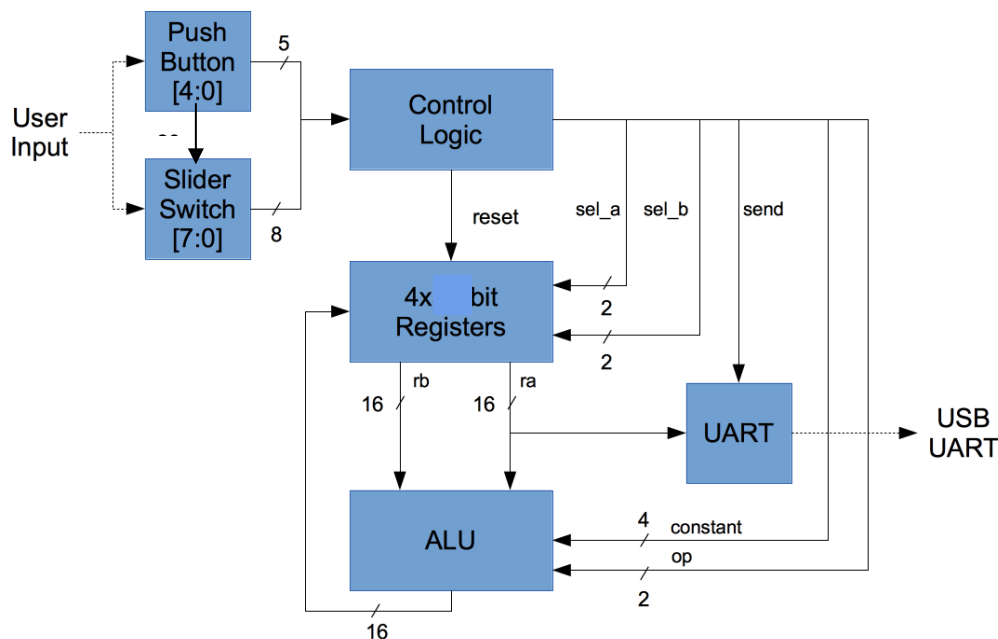 Push
Button
[4:0]
5
User
Input
Slider
Switch
[7:0]
8
Control
Logic
reset
sel_a
sel_b
send
4x bit
Registers
2
2
rb
ra
16
16
UART
USB
UART
ALU
4
constant
op
2
16